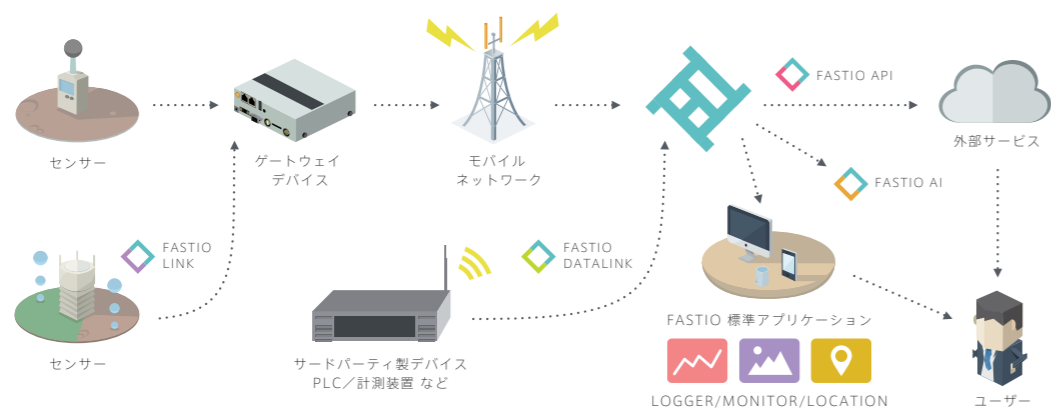 FASTIO API
センサー
ゲートウェイ
デバイス
モバイル
ネットワーク
外部サービス
FASTIO AI
FASTIO
LINK
FASTIO
DATALINK
センサー
サードパーティ製デバイス
PLC／計測装置 など
FASTIO 標準アプリケーション
LOGGER/MONITOR/LOCATION
ユーザー